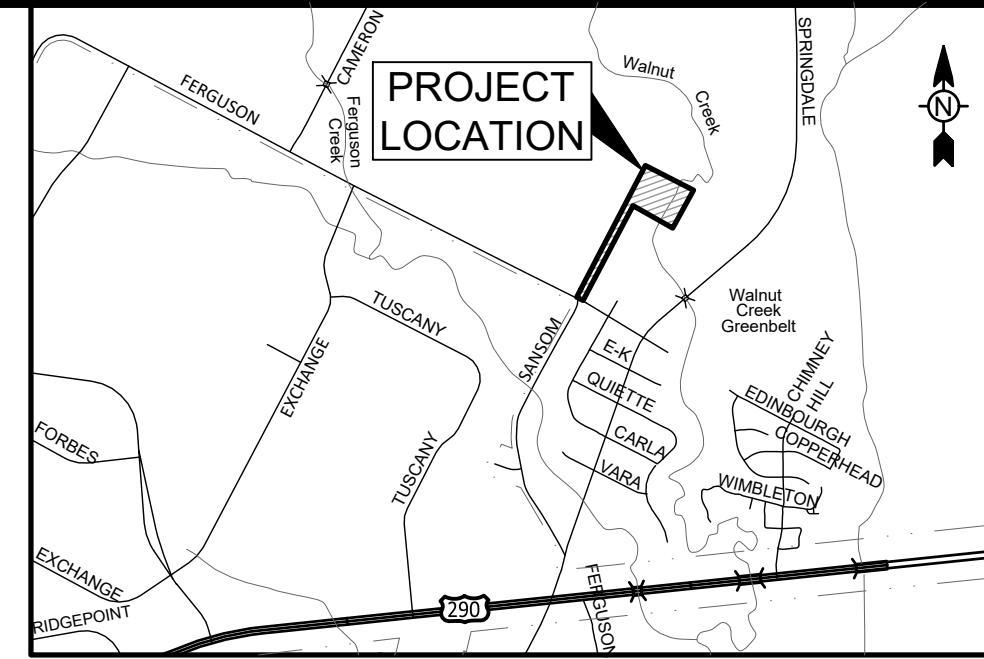 FERGUSON
CAMERON
Ferguson
Creek
PROJECT
LOCATION
Walnut
Creek
SPRINGDALE
N
TUSCANY
EXCHANGE
SANSOM
Walnut
Creek
Greenbelt
E-K
QUIETTE
CARLA
VARA
CHIMNEY
HILL
EDINBOURGH
COPPERHEAD
WIMBLETON
FORBES
TUSCANY
EXCHANGE
RIDGEPOINT
290
FERGUSON